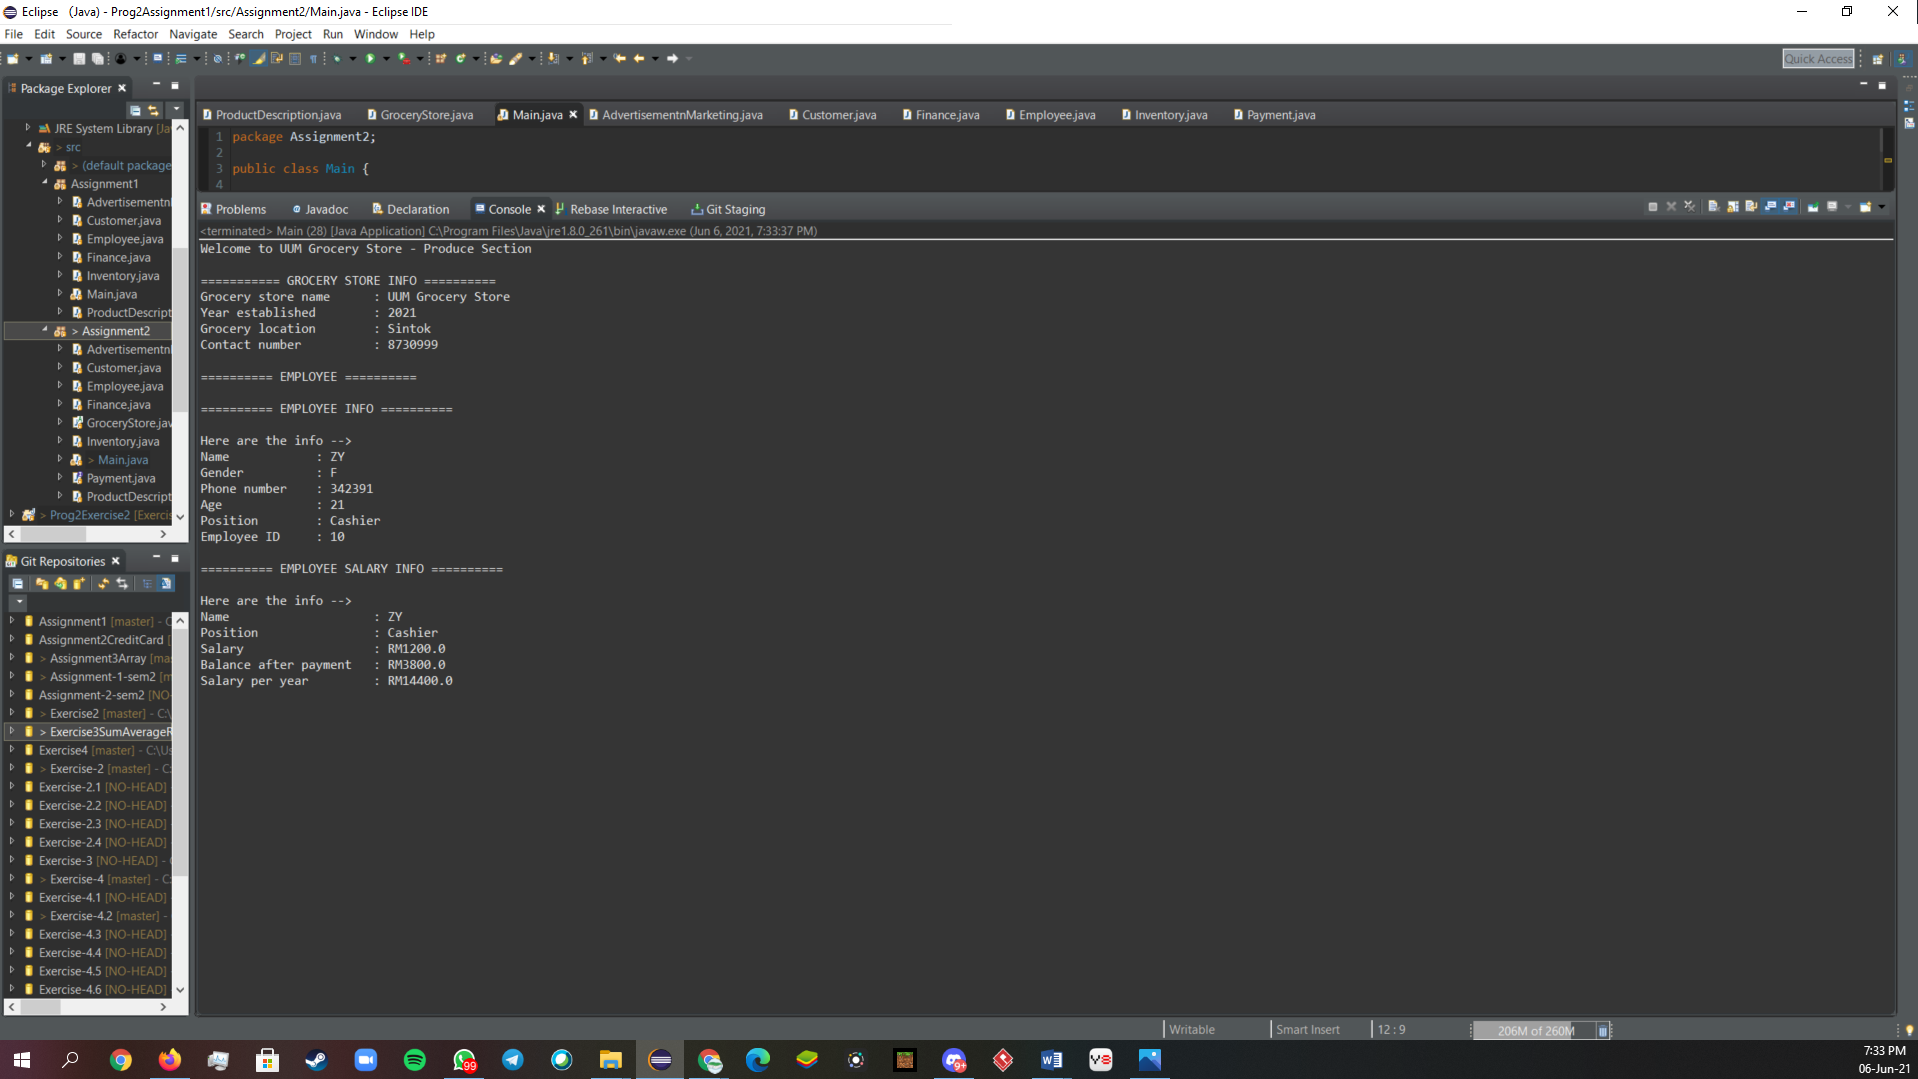 Eclipse (Java) - Prog2Assignment1/src/Assignment2/Main.java - Eclipse IDE
File Edit Source Refactor Navigate Search Project Run Window Help
Quick Access
Package Explorer
JRE System Library [Ja
> src
> (default package
Assignment1
Advertisementn
Customer.java
Employee.java
Finance.java
Inventory.java
Main.java
ProductDescript
> Assignment2
Advertisementn
Customer.java
Employee.java
Finance.java
GroceryStore.jav
Inventory.java
> Main.java
Payment.java
ProductDescript
> Prog2Exercise2 [Exercis
Git Repositories
Assignment1 [master] - C
Assignment2CreditCard [
> Assignment3Array [ma
> Assignment-1-sem2 [m
Assignment-2-sem2 [NO-
> Exercise2 [master] - C:\
> Exercise3SumAverageR
Exercise4 [master] - C:\Us
> Exercise-2 [master] - C:
Exercise-2.1 [NO-HEAD]
Exercise-2.2 [NO-HEAD]
Exercise-2.3 [NO-HEAD]
Exercise-2.4 [NO-HEAD]
Exercise-3 [NO-HEAD] - C
> Exercise-4 [master] - C:
Exercise-4.1 [NO-HEAD]
> Exercise-4.2 [master] -
Exercise-4.3 [NO-HEAD]
Exercise-4.4 [NO-HEAD]
Exercise-4.5 [NO-HEAD]
Exercise-4.6 [NO-HEAD]
ProductDescription.java GroceryStore.java Main.java AdvertisementnMarketing.java Customer.java Finance.java Employee.java Inventory.java Payment.java
1 package Assignment2;
2
3 public class Main {
4
Problems Javadoc Declaration Console Rebase Interactive Git Staging
<terminated> Main (28) [Java Application] C:\Program Files\Java\jre1.8.0_261\bin\javaw.exe (Jun 6, 2021, 7:33:37 PM)
Welcome to UUM Grocery Store - Produce Section
=========== GROCERY STORE INFO ==========
Grocery store name : UUM Grocery Store
Year established : 2021
Grocery location : Sintok
Contact number : 8730999
========== EMPLOYEE ==========
========== EMPLOYEE INFO ==========
Here are the info -->
Name : ZY
Gender : F
Phone number : 342391
Age : 21
Position : Cashier
Employee ID : 10
========== EMPLOYEE SALARY INFO ==========
Here are the info -->
Name : ZY
Position : Cashier
Salary : RM1200.0
Balance after payment : RM3800.0
Salary per year : RM14400.0
Writable Smart Insert 12 : 9 206M of 260M
99
9+
7:33 PM
06-Jun-21